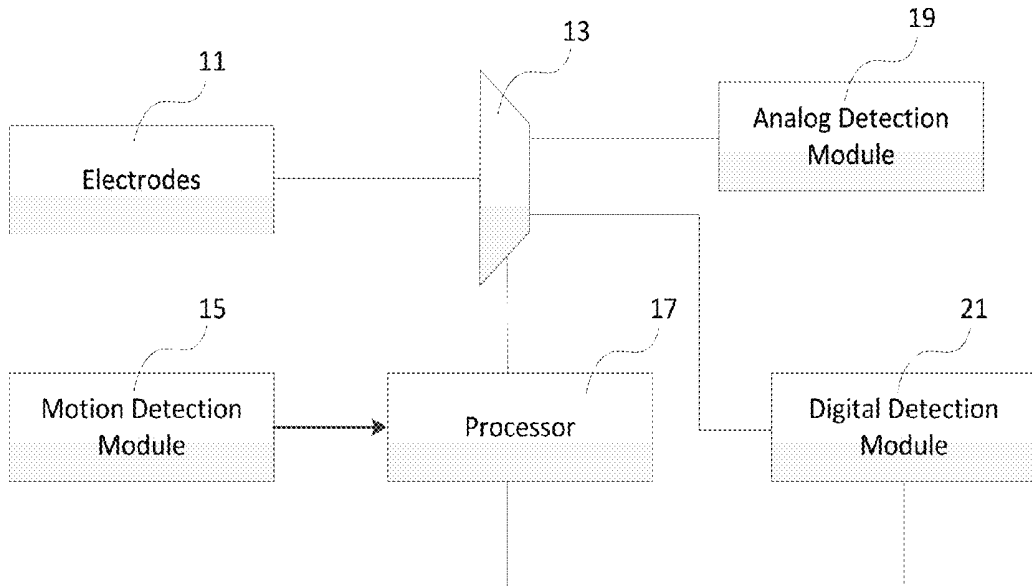 19
11
13
Analog Detection
Module
Electrodes
15
17
21
Motion Detection
Module
Processor
Digital Detection
Module